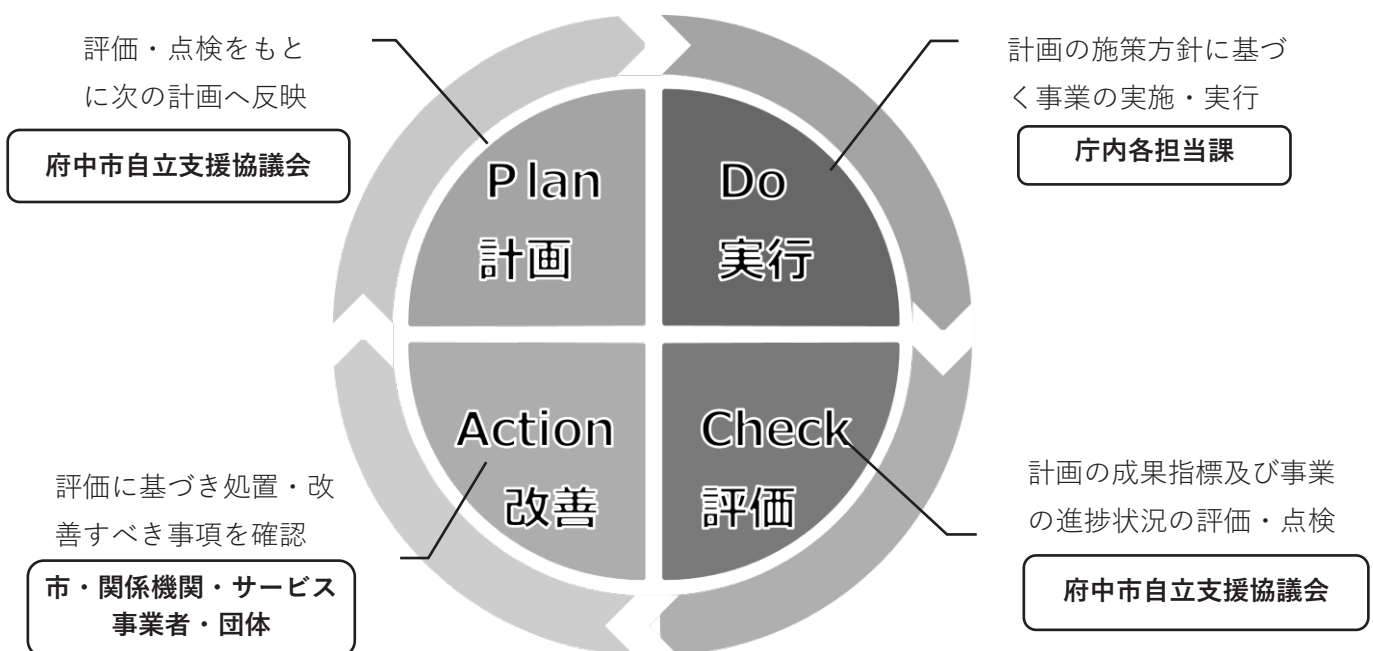 評価・点検をもと
に次の計画へ反映
府中市自立支援協議会
計画の施策方針に基づ
く事業の実施・実行
庁内各担当課
Plan
計画
Do
実行
Action
改善
Check
評価
評価に基づき処置・改
善すべき事項を確認
市・関係機関・サービス
事業者・団体
計画の成果指標及び事業
の進捗状況の評価・点検
府中市自立支援協議会